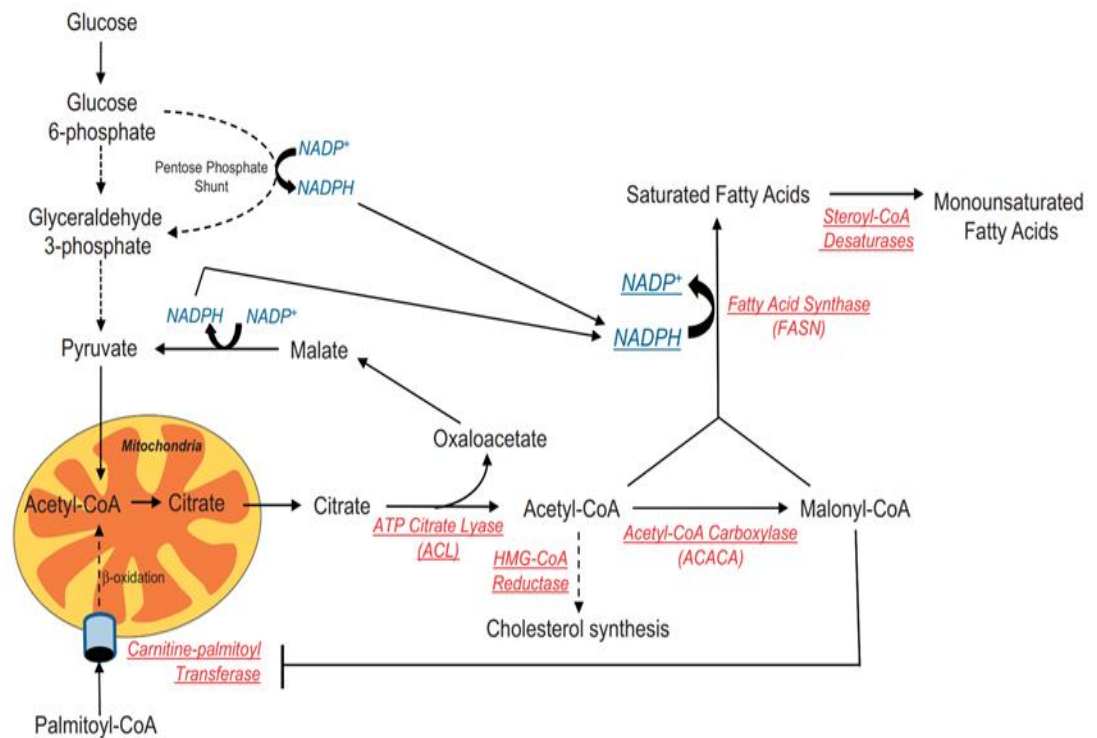 Glucose
Glucose
6-phosphate
Pentose Phosphate
Shunt
NADP+
NADPH
Glyceraldehyde
3-phosphate
Saturated Fatty Acids
Steroyl-CoA
Desaturases
Monounsaturated
Fatty Acids
NADP+
NADPH
Fatty Acid Synthase
(FASN)
NADPH
NADP+
Pyruvate
Malate
Oxaloacetate
Mitochondria
Acetyl-CoA
Citrate
Citrate
ATP Citrate Lyase
(ACL)
Acetyl-CoA
Acetyl-CoA Carboxylase
(ACACA)
Malonyl-CoA
HMG-CoA
Reductase
β-oxidation
Cholesterol synthesis
Carnitine-palmitoyl
Transferase
Palmitoyl-CoA